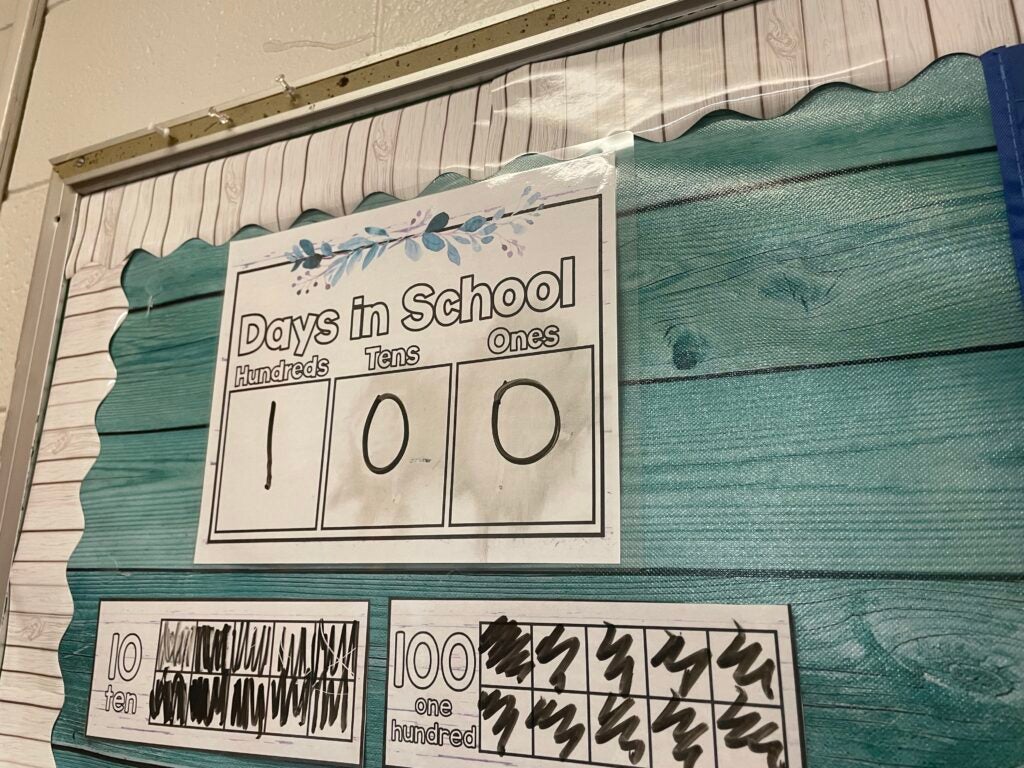 Days in School
Hundreds Tens Ones
1 0 0
10
ten
100
one
hundred